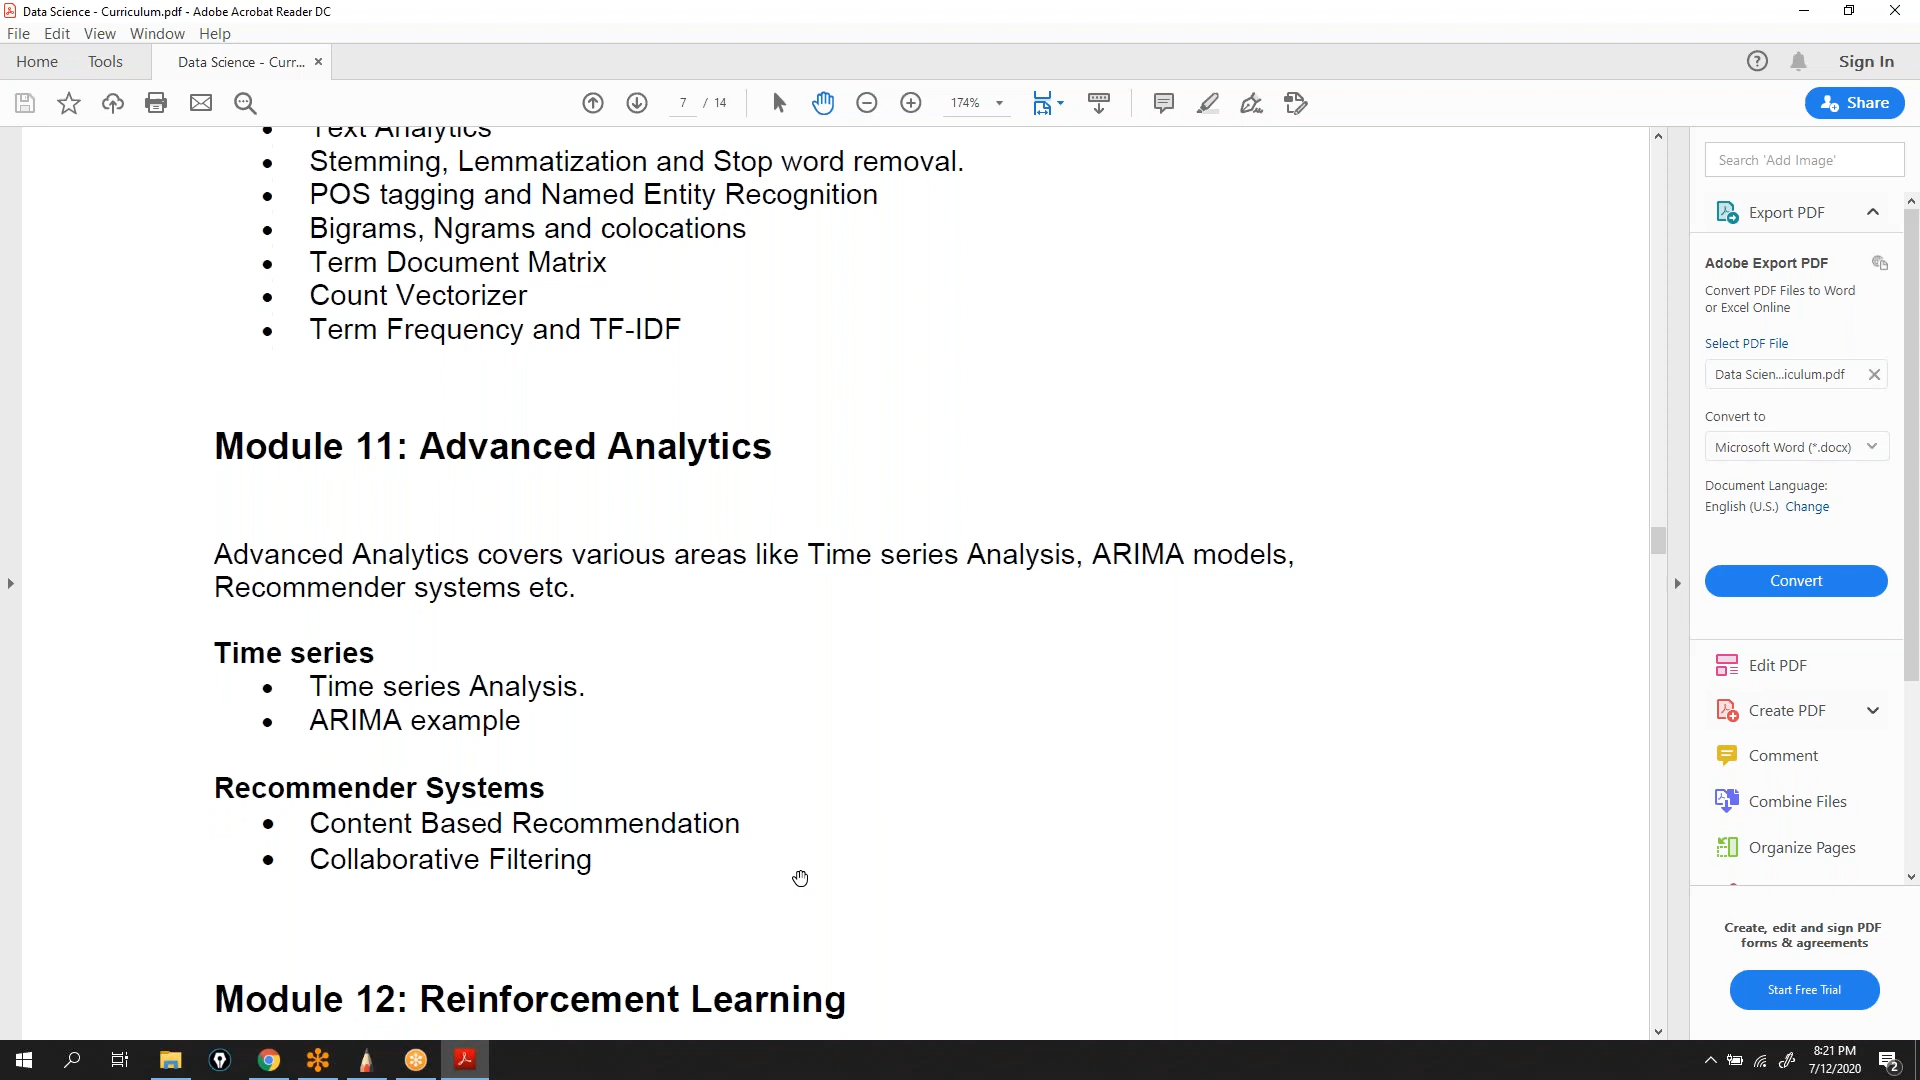 Data Science - Curriculum.pdf - Adobe Acrobat Reader DC
File Edit View Window Help
Home Tools Data Science - Curr... × Sign In
7 / 14 174% Share
Text Analytics
• Stemming, Lemmatization and Stop word removal.
• POS tagging and Named Entity Recognition
• Bigrams, Ngrams and colocations
• Term Document Matrix
• Count Vectorizer
• Term Frequency and TF-IDF
Module 11: Advanced Analytics
Advanced Analytics covers various areas like Time series Analysis, ARIMA models,
Recommender systems etc.
Time series
• Time series Analysis.
• ARIMA example
Recommender Systems
• Content Based Recommendation
• Collaborative Filtering
Module 12: Reinforcement Learning
Search 'Add Image'
Export PDF
Adobe Export PDF
Convert PDF Files to Word
or Excel Online
Select PDF File
Data Scien...iculum.pdf
Convert to
Microsoft Word (*.docx)
Document Language:
English (U.S.) Change
Convert
Edit PDF
Create PDF
Comment
Combine Files
Organize Pages
Create, edit and sign PDF
forms & agreements
Start Free Trial
8:21 PM
7/12/2020
2